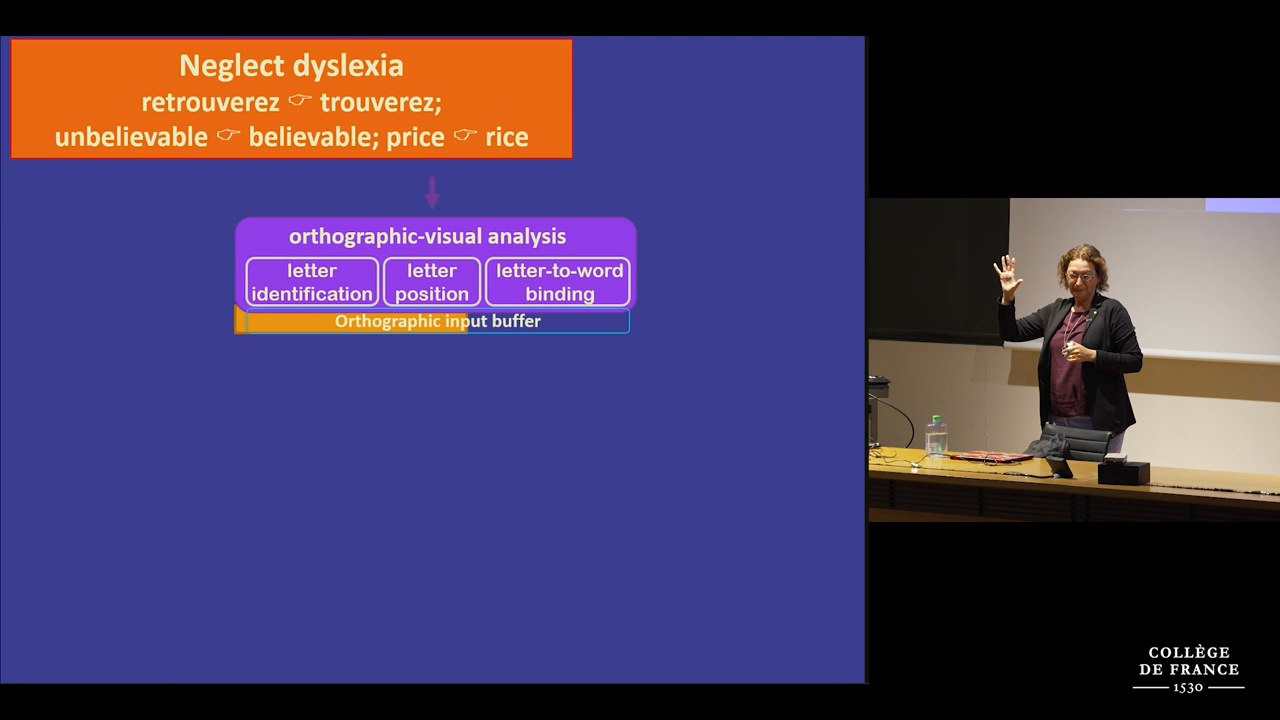 Neglect dyslexia
retrouverez ☞ trouverez;
unbelievable ☞ believable; price ☞ rice
orthographic-visual analysis
letter identification
letter position
letter-to-word binding
Orthographic input buffer
COLLÈGE
DE FRANCE
1530